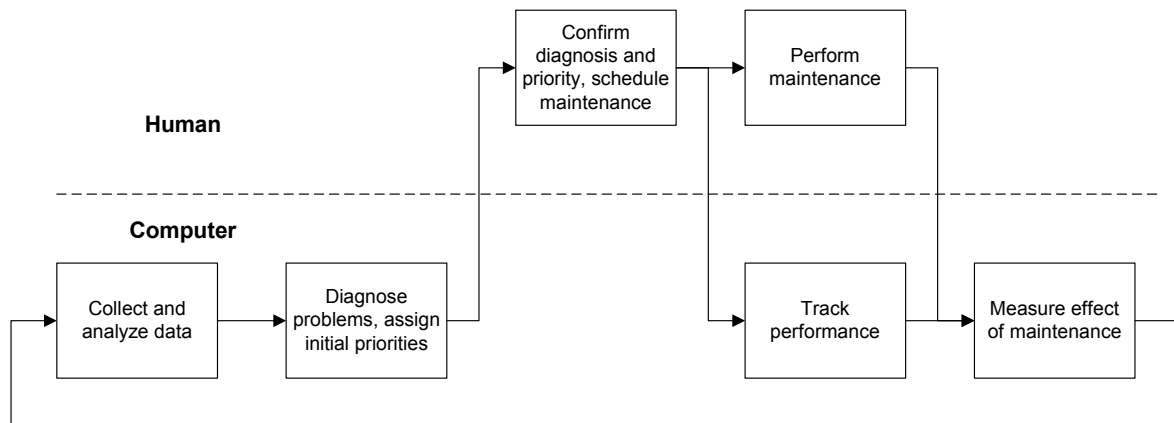 Confirm
diagnosis and
priority, schedule
maintenance
Perform
maintenance
Human
Computer
Collect and
analyze data
Diagnose
problems, assign
initial priorities
Track
performance
Measure effect
of maintenance